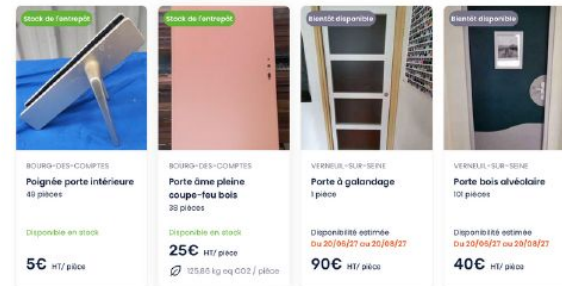 Stock de l'entrepôt
BOURG-DES-COMPTES
Poignée porte intérieure
49 pièces
Disponible en stock
5€ HT/ pièce
Stock de l'entrepôt
BOURG-DES-COMPTES
Porte âme pleine
coupe-feu bois
39 pièces
Disponible en stock
25€ HT/ pièce
125.86 kg eq CO2 / pièce
Bientôt disponible
VERNEUIL-SUR-SEINE
Porte à galandage
1 pièce
Disponibilité estimée
Du 20/06/27 au 20/08/27
90€ HT/ pièce
Bientôt disponible
VERNEUIL-SUR-SEINE
Porte bois alvéolaire
101 pièces
Disponibilité estimée
Du 20/06/27 au 20/08/27
40€ HT/ pièce